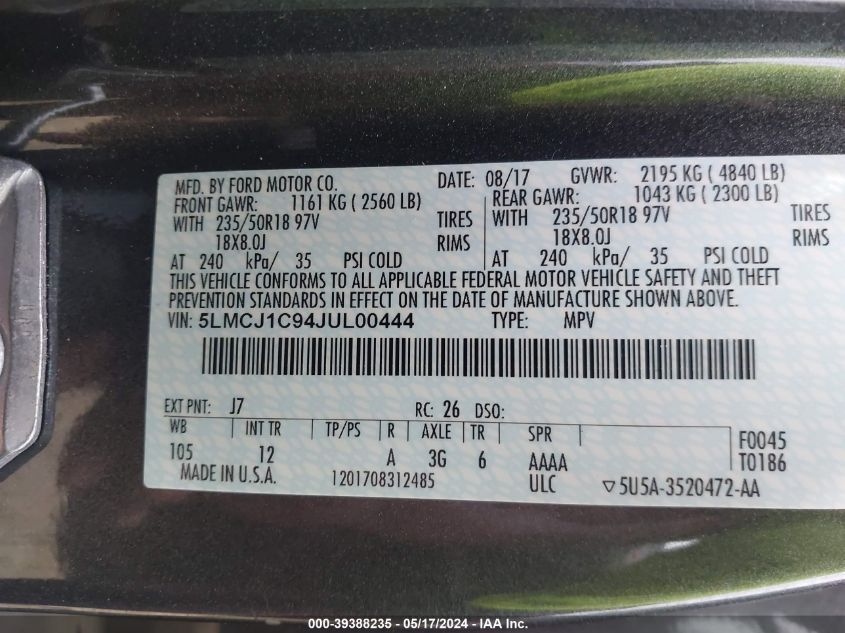 MFD. BY FORD MOTOR CO. DATE: 08/17 GVWR: 2195 KG ( 4840 LB)
FRONT GAWR: 1161 KG ( 2560 LB) REAR GAWR: 1043 KG ( 2300 LB)
WITH 235/50R18 97V TIRES WITH 235/50R18 97V TIRES
18X8.0J RIMS 18X8.0J RIMS
AT 240 kPa/ 35 PSI COLD AT 240 kPa/ 35 PSI COLD
THIS VEHICLE CONFORMS TO ALL APPLICABLE FEDERAL MOTOR VEHICLE SAFETY AND THEFT
PREVENTION STANDARDS IN EFFECT ON THE DATE OF MANUFACTURE SHOWN ABOVE.
VIN: 5LMCJ1C94JUL00444 TYPE: MPV
EXT PNT: J7 RC: 26 DSO:
WB INT TR TP/PS R AXLE TR SPR F0045
105 12 A 3G 6 AAAA T0186
MADE IN U.S.A. 1201708312485 ULC ▽5U5A-3520472-AA
000-39388235 - 05/17/2024 - IAA Inc.